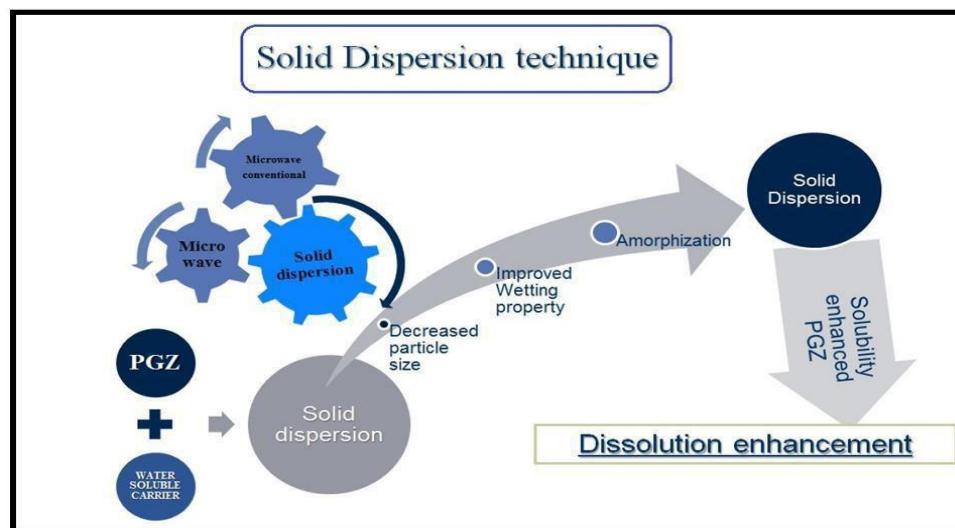 Solid Dispersion technique
Microwave
conventional
Micro
wave
Solid
dispersion
PGZ
WATER
SOLUBLE
CARRIER
Solid
dispersion
Decreased
particle
size
Improved
Wetting
property
Amorphization
Solid
Dispersion
Solubility
enhanced
PGZ
Dissolution enhancement